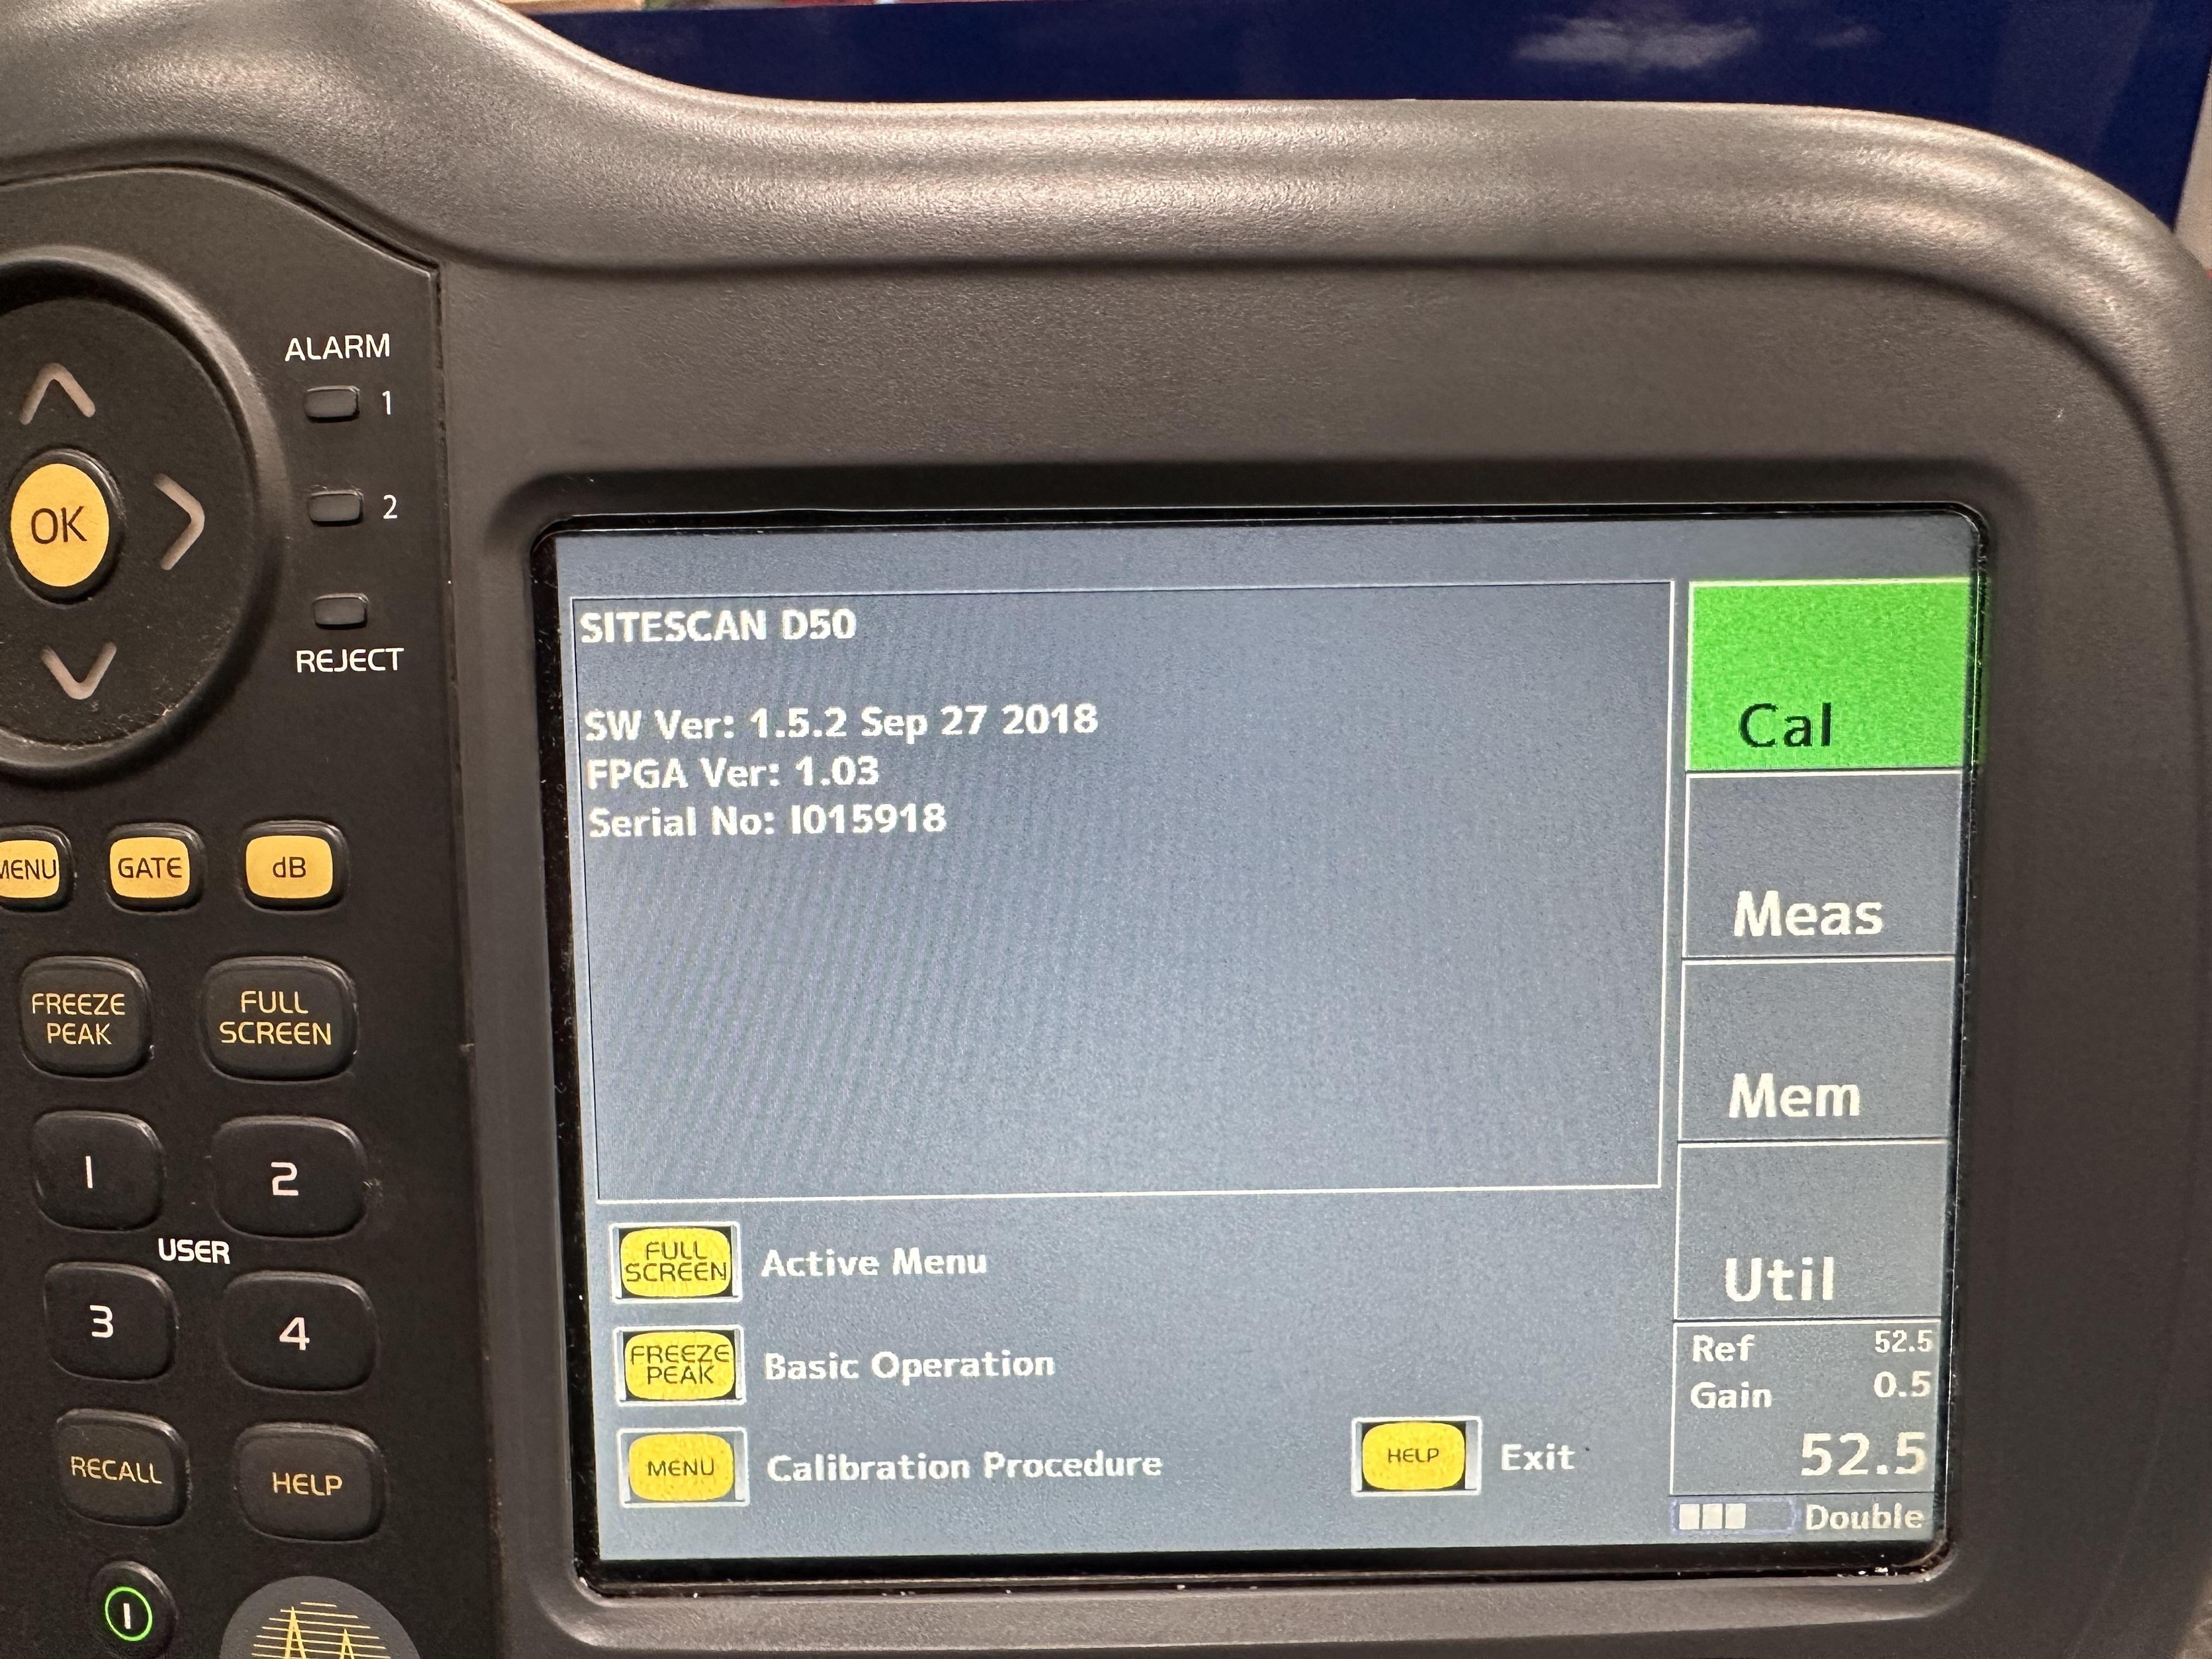 ALARM
1
OK
2
REJECT
MENU
GATE
dB
FREEZE
PEAK
FULL
SCREEN
1
2
USER
3
4
RECALL
HELP
SITESCAN D50
SW Ver: 1.5.2 Sep 27 2018
FPGA Ver: 1.03
Serial No: I015918
FULL
SCREEN
Active Menu
FREEZE
PEAK
Basic Operation
MENU
Calibration Procedure
HELP
Exit
Cal
Meas
Mem
Util
Ref 52.5
Gain 0.5
52.5
Double